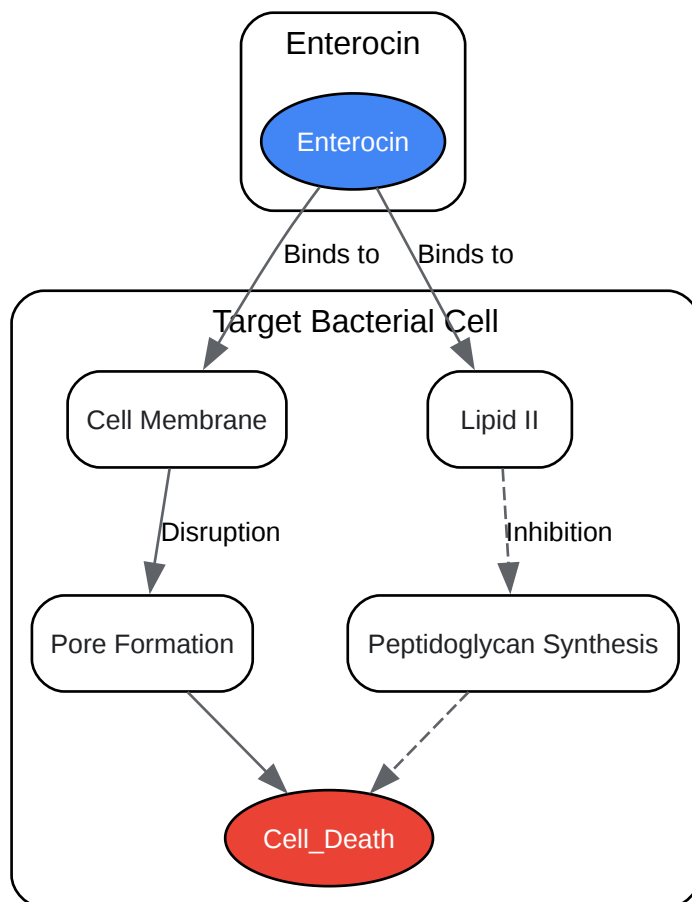 Enterocin
Enterocin
Binds to
Binds to
Target Bacterial Cell
Cell Membrane
Lipid II
Disruption
Inhibition
Pore Formation
Peptidoglycan Synthesis
Cell_Death